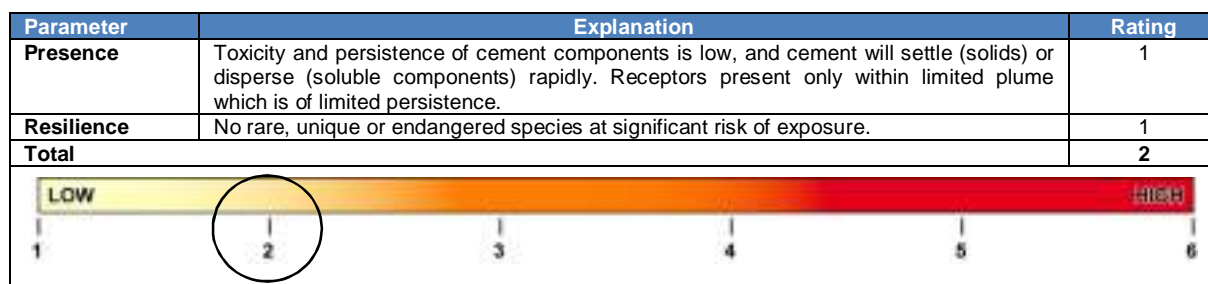 Parameter Explanation Rating
Presence Toxicity and persistence of cement components is low, and cement will settle (solids) or 1
disperse (soluble components) rapidly. Receptors present only within limited plume
which is of limited persistence.
Resilience No rare, unique or endangered species at significant risk of exposure. 1
Total 2
LOW HIGH
1 2 3 4 5 6